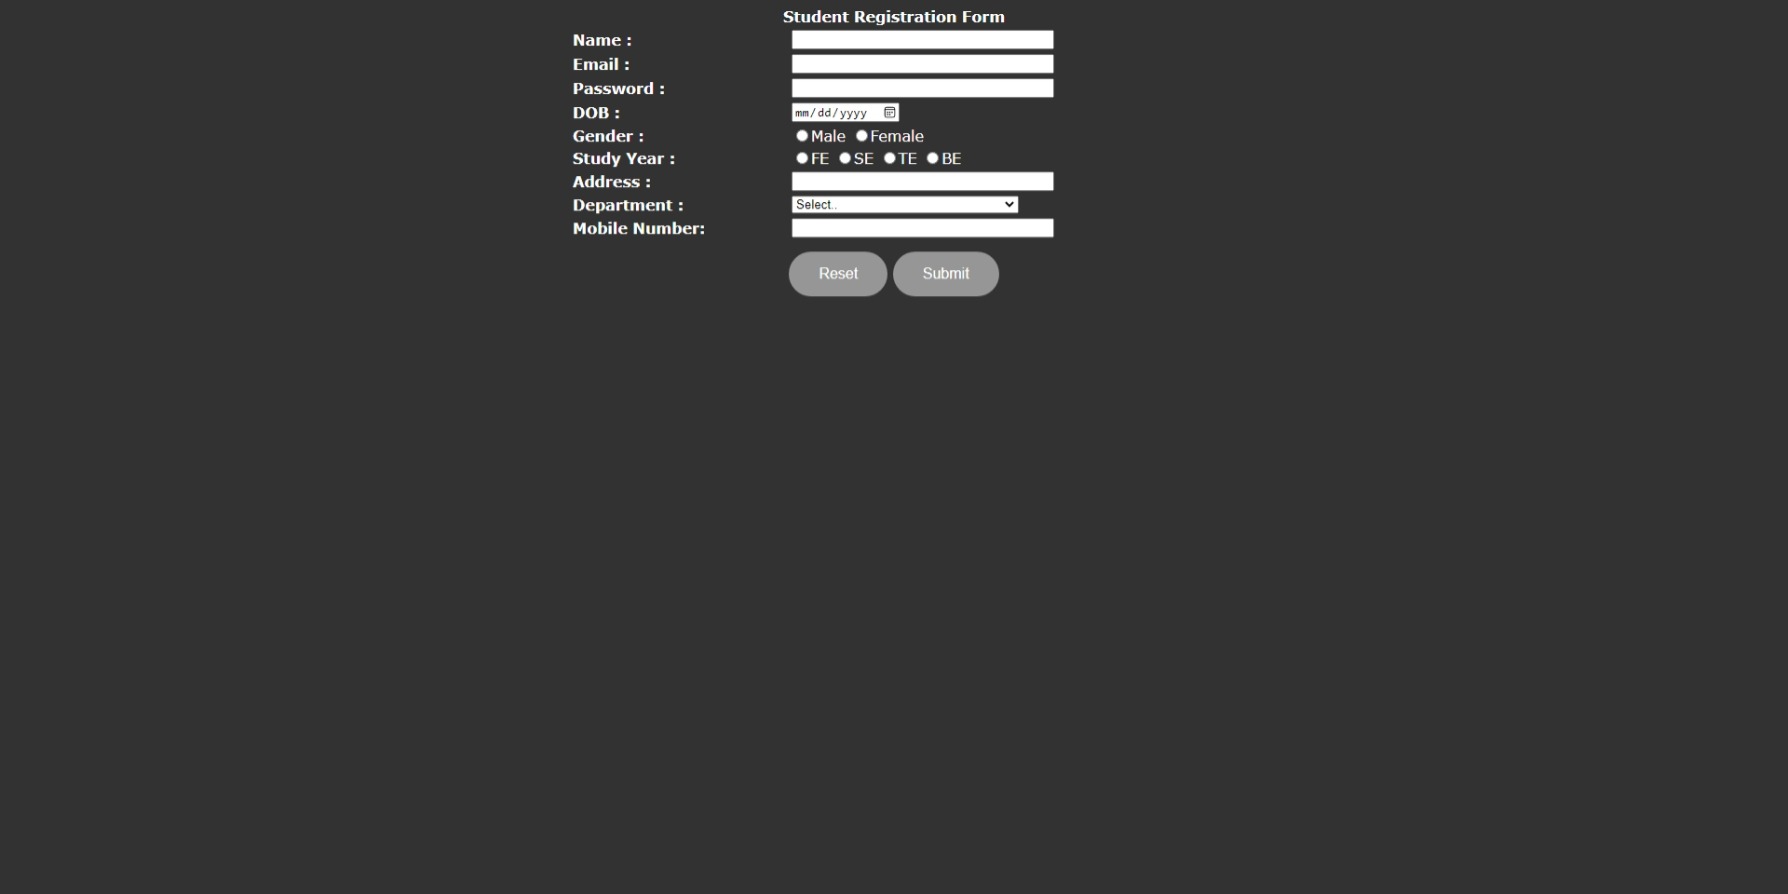 Student Registration Form
Name :
Email :
Password :
DOB : mm/dd/yyyy
Gender : Male Female
Study Year : FE SE TE BE
Address :
Department : Select..
Mobile Number:
Reset Submit